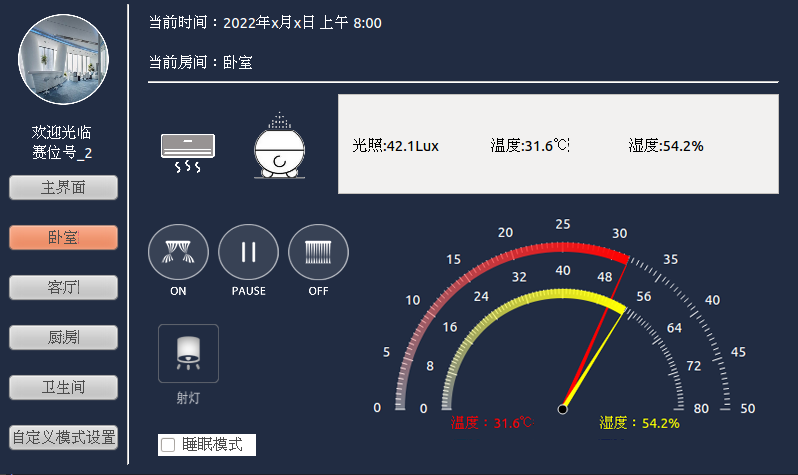 当前时间：2022年x月x日 上午 8:00
当前房间：卧室
欢迎光临
赛位号_2
主界面
卧室
客厅
厨房
卫生间
自定义模式设置
光照:42.1Lux
温度:31.6℃
湿度:54.2%
ON
PAUSE
OFF
射灯
睡眠模式
0
5
10
15
20
25
30
35
40
45
50
0
8
16
24
32
40
48
56
64
72
80
温度：31.6℃
湿度：54.2%